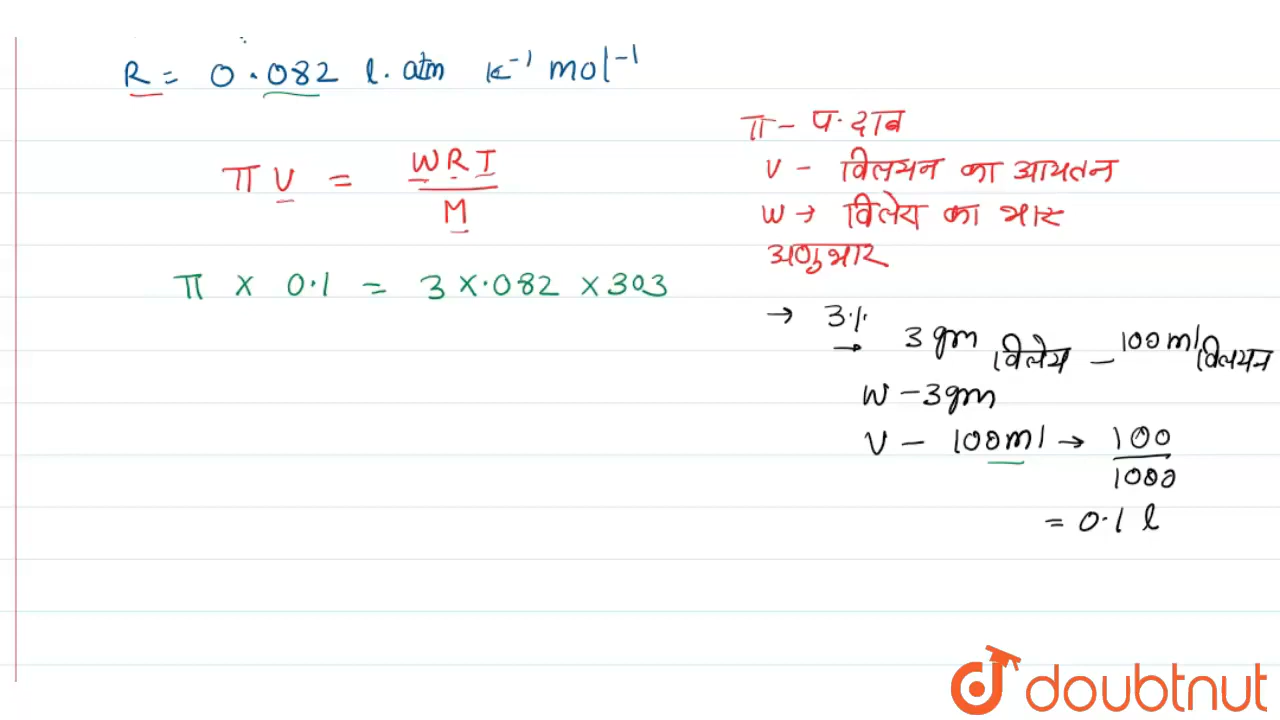 R = 0.082 l. atm K⁻¹ mol⁻¹
π V = WRT / M
π × 0.1 = 3 × .082 × 303
π - प. दाब
V - विलयन का आयतन
W → विलेय का भार
अणुभार
→ 3%
→ 3 gm विलेय - 100 ml विलयन
W - 3gm
V - 100ml → 100 / 1000
= 0.1 l
doubtnut